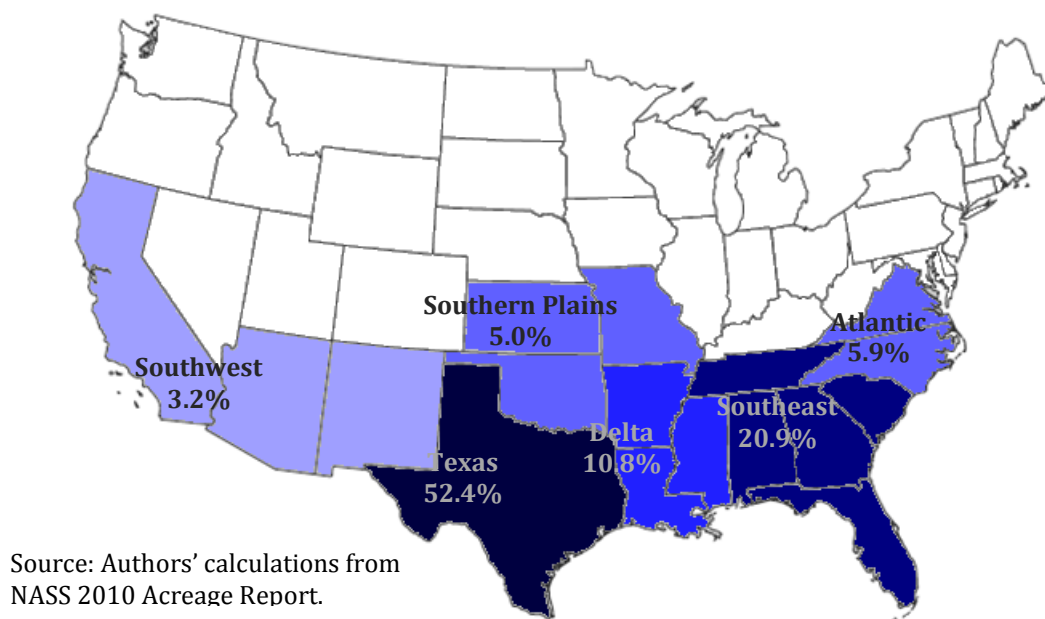 Southern Plains
5.0%
Atlantic
5.9%
Southwest
3.2%
Southeast
20.9%
Delta
10.8%
Texas
52.4%
Source: Authors’ calculations from
NASS 2010 Acreage Report.